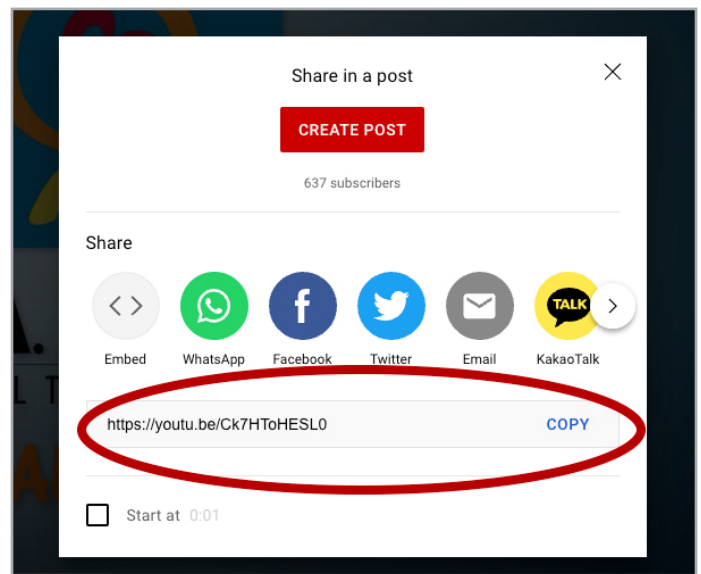 Share in a post
CREATE POST
637 subscribers
Share
TALK
Embed WhatsApp Facebook Twitter Email KakaoTalk
https://youtu.be/Ck7HToHESL0 COPY
Start at 0:01